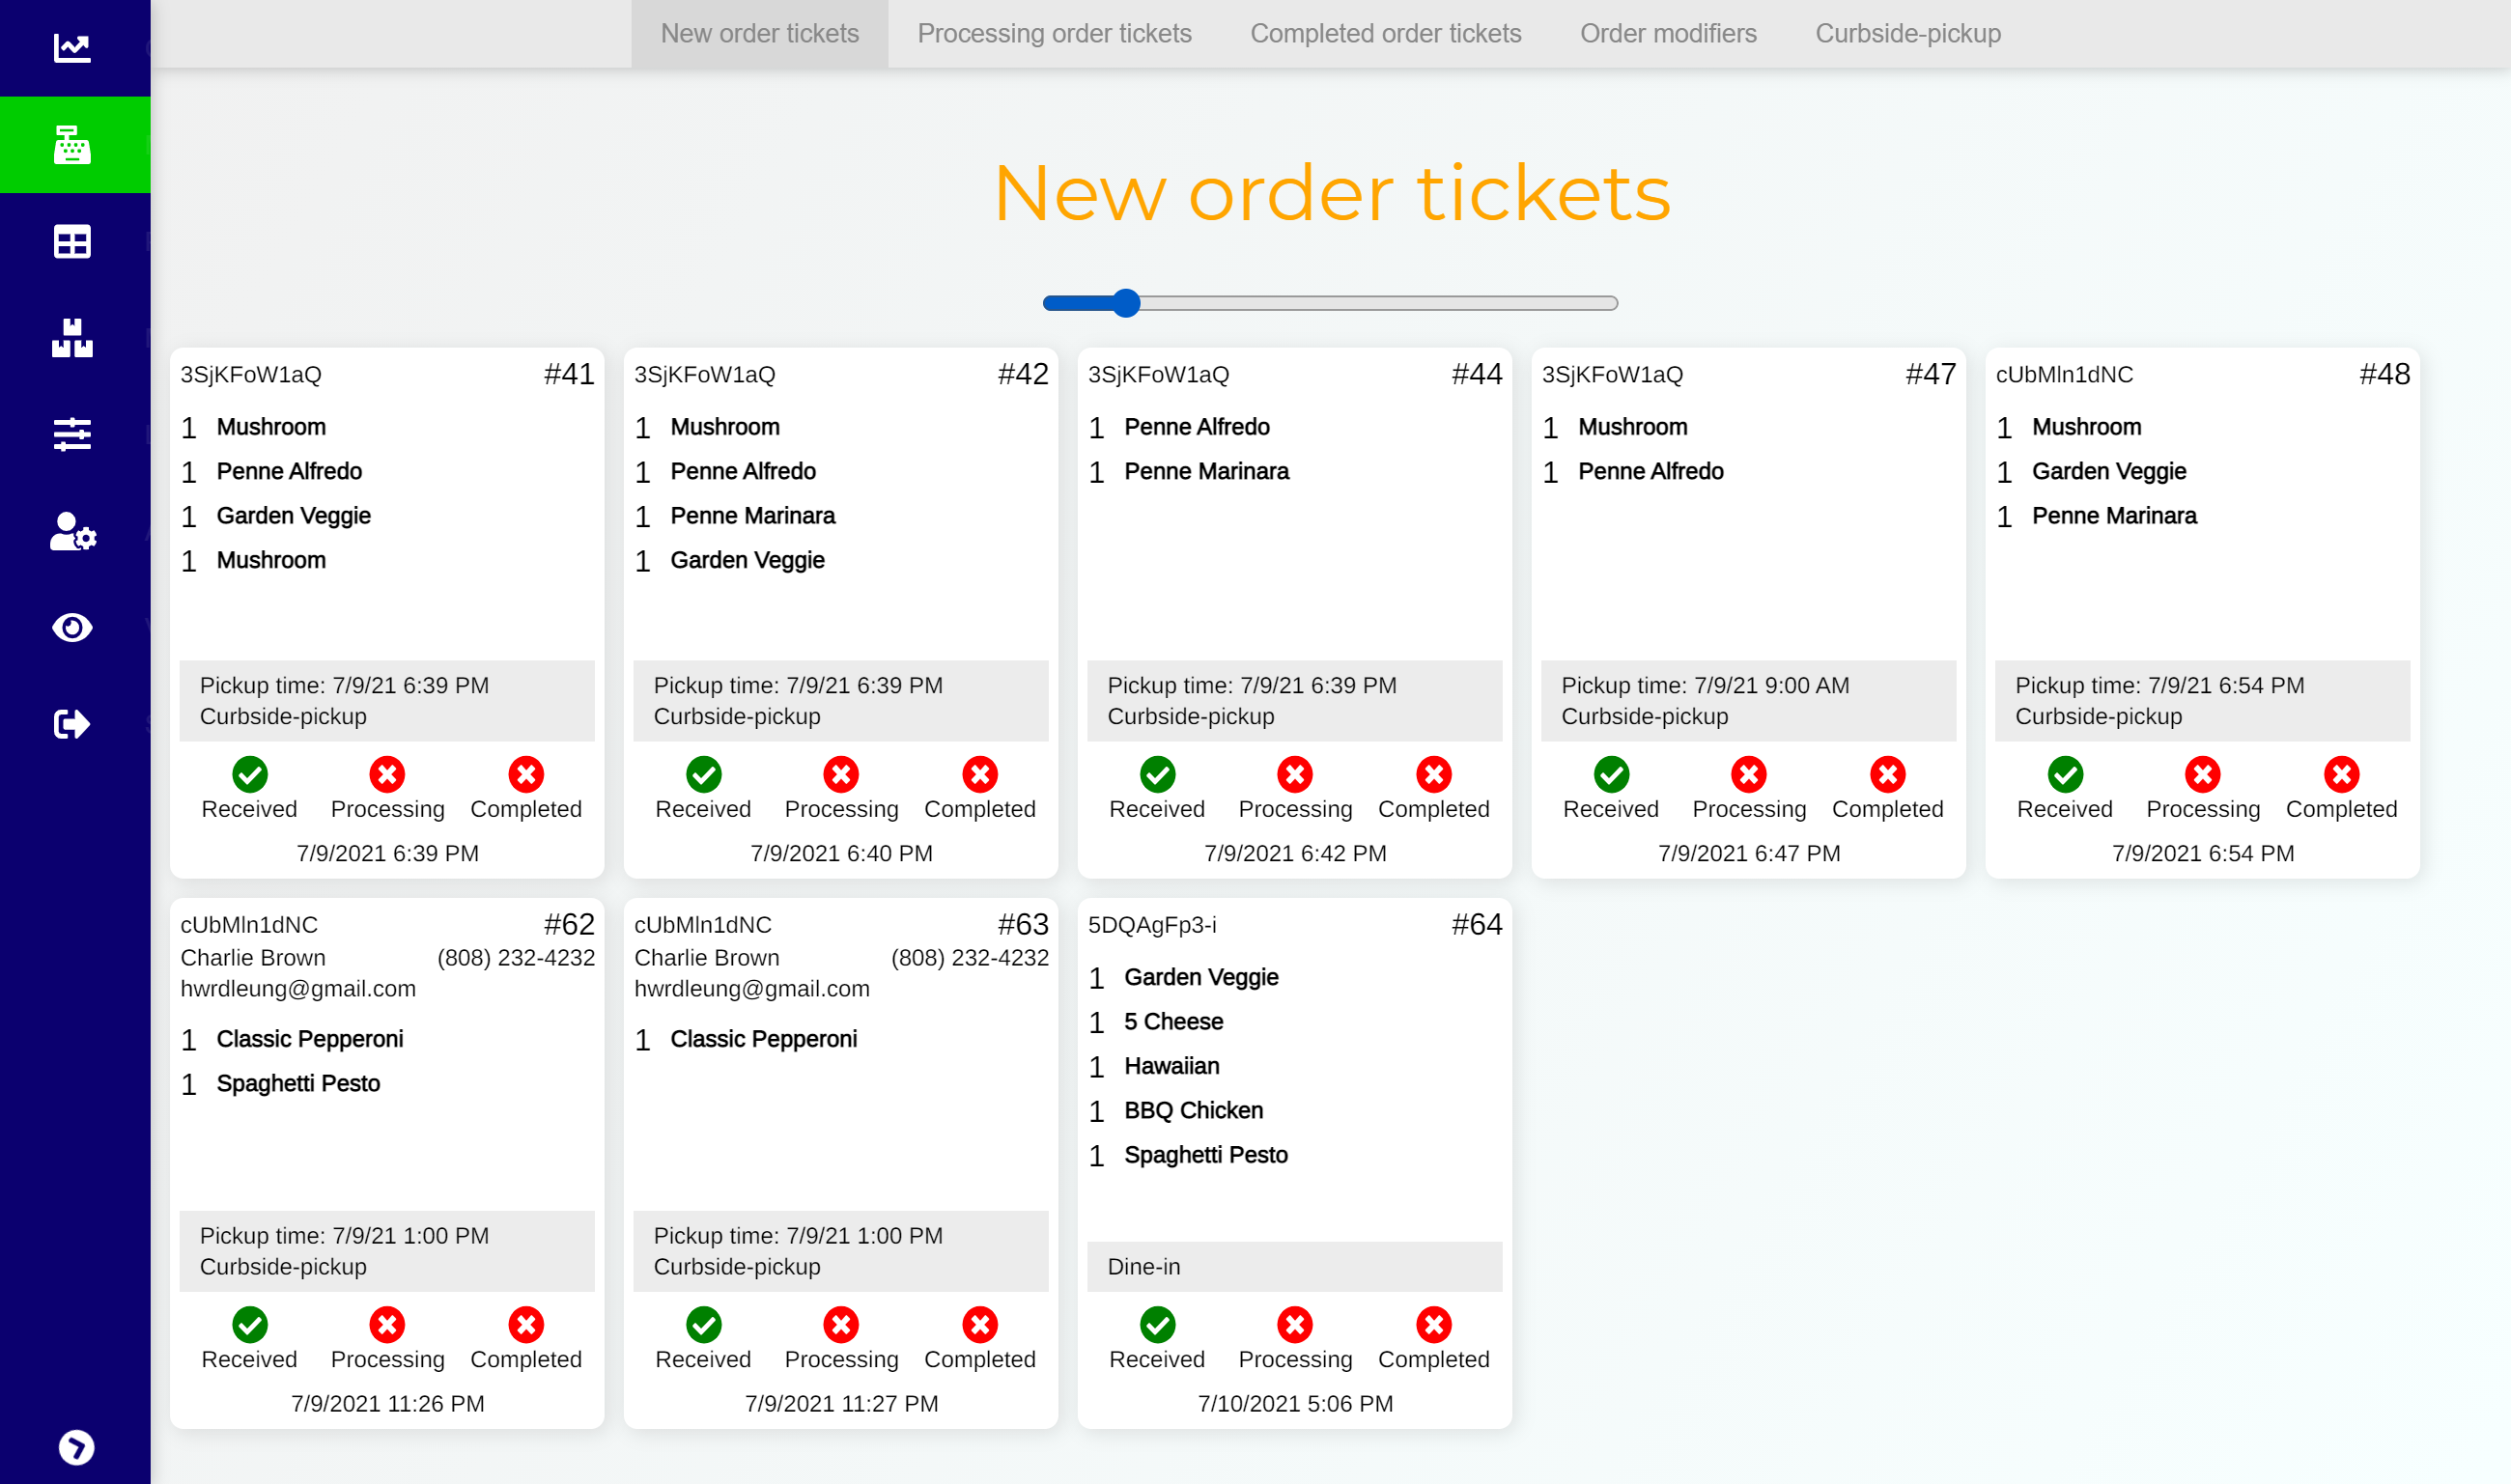 New order tickets Processing order tickets Completed order tickets Order modifiers Curbside-pickup
New order tickets
3SjKFoW1aQ #41
1 Mushroom
1 Penne Alfredo
1 Garden Veggie
1 Mushroom
Pickup time: 7/9/21 6:39 PM
Curbside-pickup
Received Processing Completed
7/9/2021 6:39 PM
3SjKFoW1aQ #42
1 Mushroom
1 Penne Alfredo
1 Penne Marinara
1 Garden Veggie
Pickup time: 7/9/21 6:39 PM
Curbside-pickup
Received Processing Completed
7/9/2021 6:40 PM
3SjKFoW1aQ #44
1 Penne Alfredo
1 Penne Marinara
Pickup time: 7/9/21 6:39 PM
Curbside-pickup
Received Processing Completed
7/9/2021 6:42 PM
3SjKFoW1aQ #47
1 Mushroom
1 Penne Alfredo
Pickup time: 7/9/21 9:00 AM
Curbside-pickup
Received Processing Completed
7/9/2021 6:47 PM
cUbMln1dNC #48
1 Mushroom
1 Garden Veggie
1 Penne Marinara
Pickup time: 7/9/21 6:54 PM
Curbside-pickup
Received Processing Completed
7/9/2021 6:54 PM
cUbMln1dNC #62
Charlie Brown (808) 232-4232
hwrdleung@gmail.com
1 Classic Pepperoni
1 Spaghetti Pesto
Pickup time: 7/9/21 1:00 PM
Curbside-pickup
Received Processing Completed
7/9/2021 11:26 PM
cUbMln1dNC #63
Charlie Brown (808) 232-4232
hwrdleung@gmail.com
1 Classic Pepperoni
Pickup time: 7/9/21 1:00 PM
Curbside-pickup
Received Processing Completed
7/9/2021 11:27 PM
5DQAgFp3-i #64
1 Garden Veggie
1 5 Cheese
1 Hawaiian
1 BBQ Chicken
1 Spaghetti Pesto
Dine-in
Received Processing Completed
7/10/2021 5:06 PM